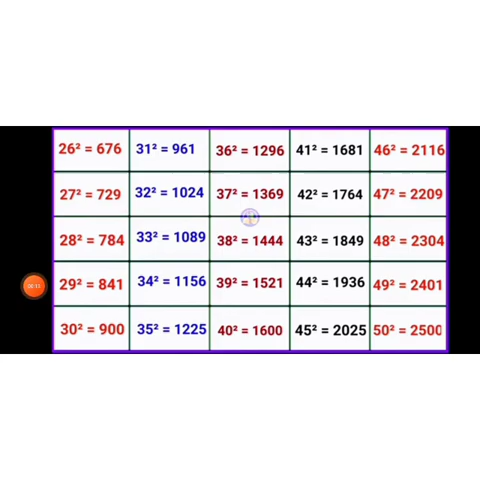 26² = 676 31² = 961 36² = 1296 41² = 1681 46² = 2116
27² = 729 32² = 1024 37² = 1369 42² = 1764 47² = 2209
28² = 784 33² = 1089 38² = 1444 43² = 1849 48² = 2304
29² = 841 34² = 1156 39² = 1521 44² = 1936 49² = 2401
30² = 900 35² = 1225 40² = 1600 45² = 2025 50² = 2500